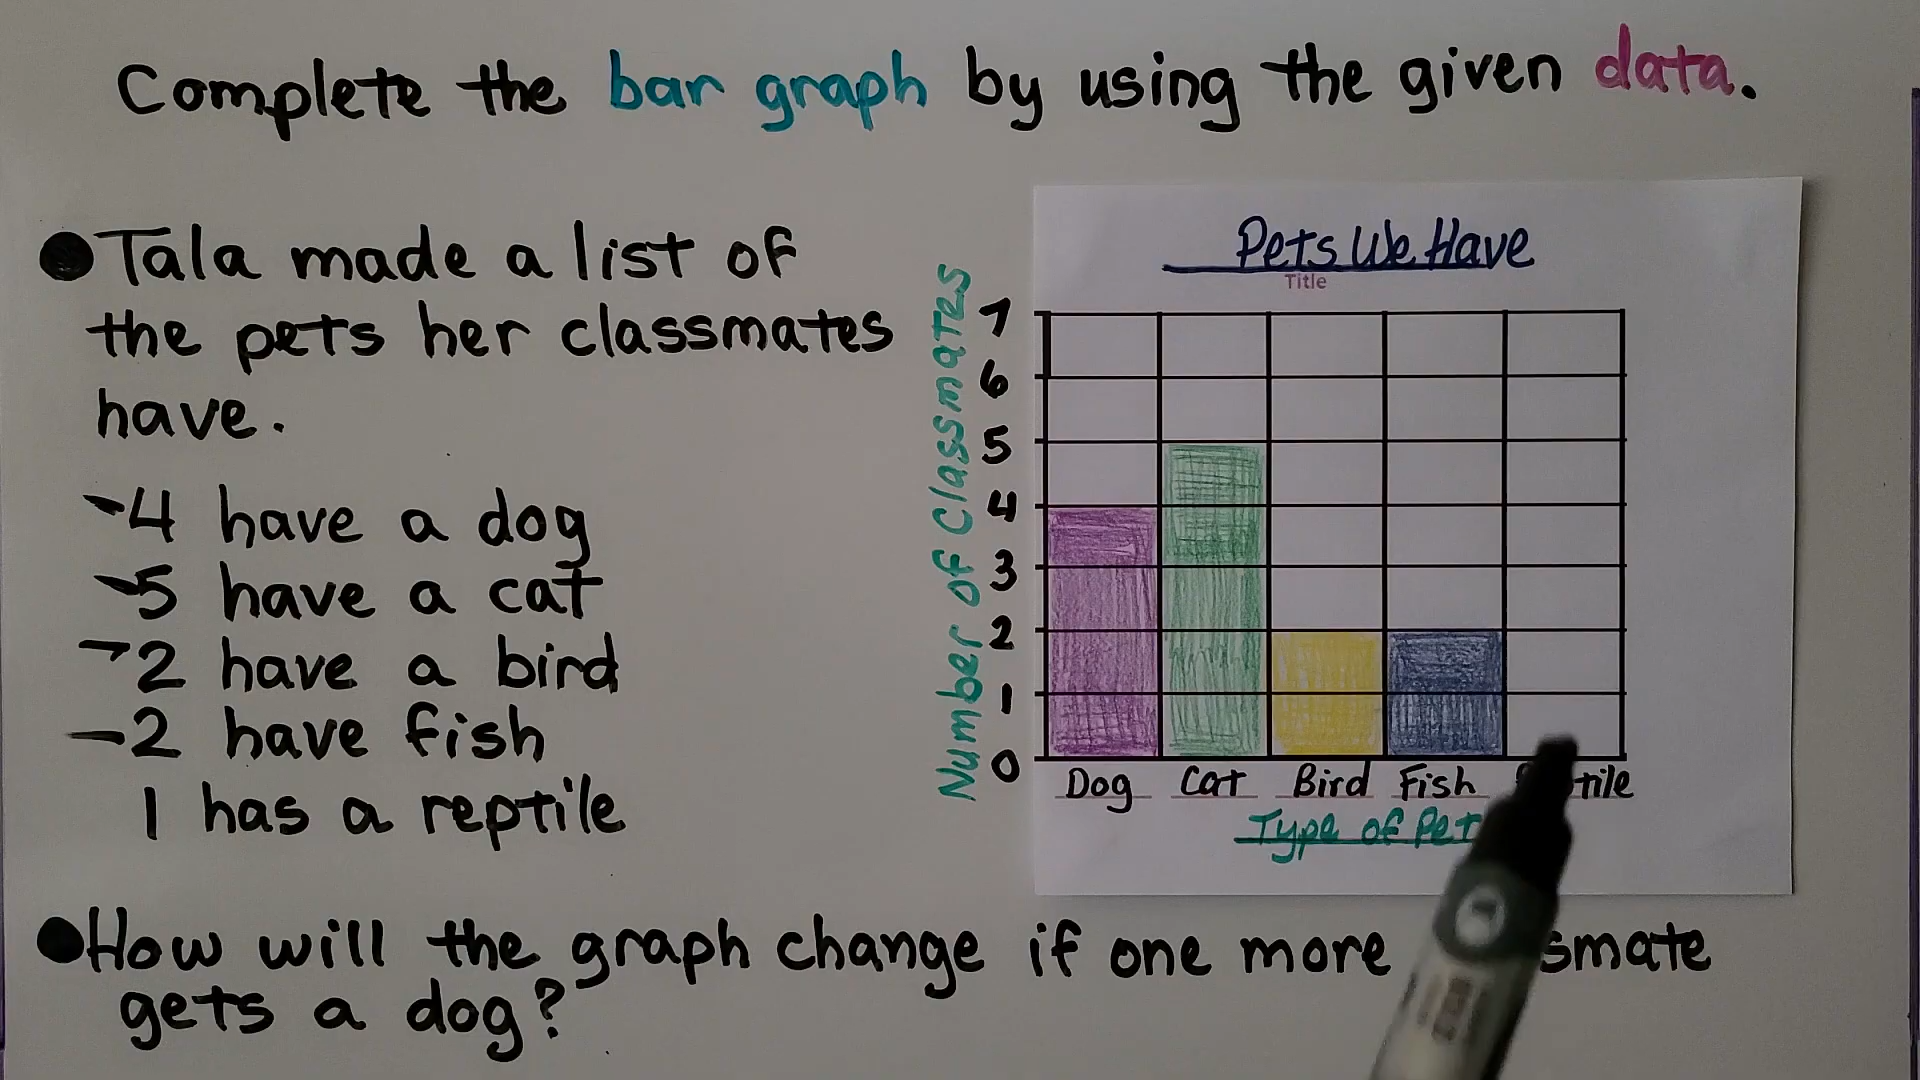 Complete the bar graph by using the given data.
Tala made a list of
the pets her classmates
have.
4 have a dog
5 have a cat
2 have a bird
2 have fish
1 has a reptile
Pets We Have
Title
Number of Classmates
7
6
5
4
3
2
1
0
Dog Cat Bird Fish
Type of Pet
How will the graph change if one more
gets a dog?